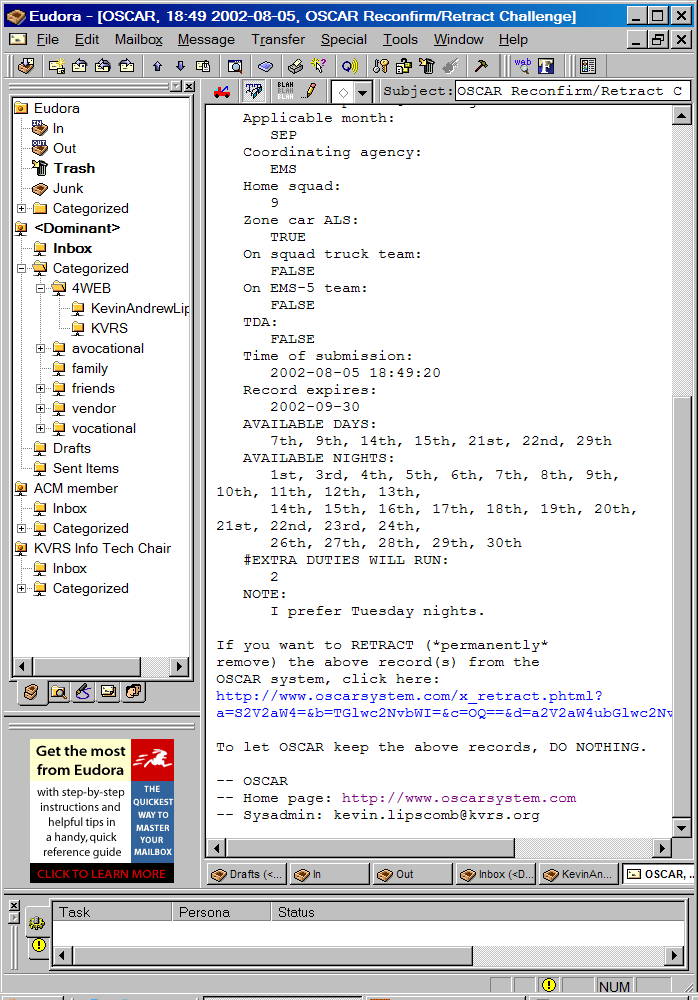 Eudora - [OSCAR, 18:49 2002-08-05, OSCAR Reconfirm/Retract Challenge]
File Edit Mailbox Message Transfer Special Tools Window Help
Eudora
In
Out
Trash
Junk
Categorized
<Dominant>
Inbox
Categorized
4WEB
KevinAndrewLip
KVRS
avocational
family
friends
vendor
vocational
Drafts
Sent Items
ACM member
Inbox
Categorized
KVRS Info Tech Chair
Inbox
Categorized
Get the most
from Eudora
with step-by-step
instructions and
helpful tips in
a handy, quick
reference guide
THE
QUICKEST
WAY TO
MASTER
YOUR
MAILBOX
CLICK TO LEARN MORE
BLAH
BLAH
BLAH
Subject: OSCAR Reconfirm/Retract C
Applicable month:
SEP
Coordinating agency:
EMS
Home squad:
9
Zone car ALS:
TRUE
On squad truck team:
FALSE
On EMS-5 team:
FALSE
TDA:
FALSE
Time of submission:
2002-08-05 18:49:20
Record expires:
2002-09-30
AVAILABLE DAYS:
7th, 9th, 14th, 15th, 21st, 22nd, 29th
AVAILABLE NIGHTS:
1st, 3rd, 4th, 5th, 6th, 7th, 8th, 9th,
10th, 11th, 12th, 13th,
14th, 15th, 16th, 17th, 18th, 19th, 20th,
21st, 22nd, 23rd, 24th,
26th, 27th, 28th, 29th, 30th
#EXTRA DUTIES WILL RUN:
2
NOTE:
I prefer Tuesday nights.
If you want to RETRACT (*permanently*
remove) the above record(s) from the
OSCAR system, click here:
http://www.oscarsystem.com/x_retract.phtml?
a=S2V2aW4=&b=TGlwc2NvbWI=&c=OQ==&d=a2V2aW4ubGlwc2Nv
To let OSCAR keep the above records, DO NOTHING.
-- OSCAR
-- Home page: http://www.oscarsystem.com
-- Sysadmin: kevin.lipscomb@kvrs.org
Drafts (<... In Out Inbox (<D... KevinAn... OSCAR, ..
Task Persona Status
NUM